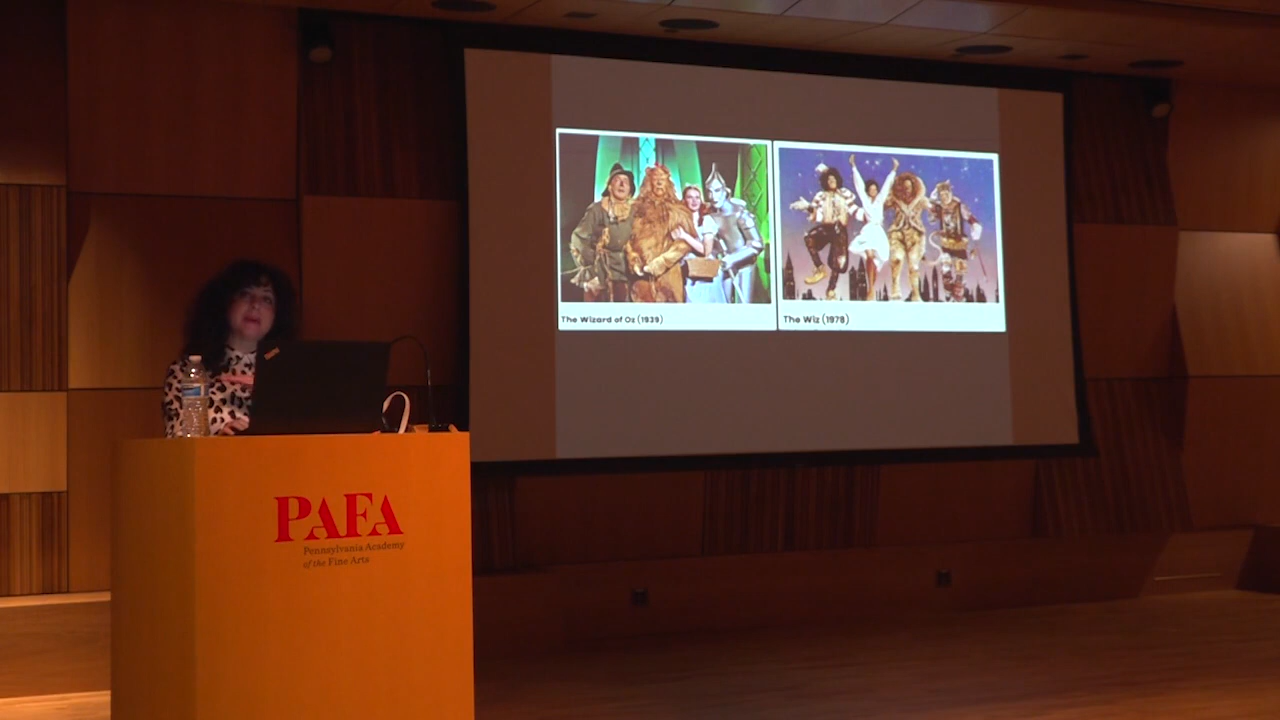 The Wizard of Oz (1939)
The Wiz (1978)
PAFA
Pennsylvania Academy
of the Fine Arts